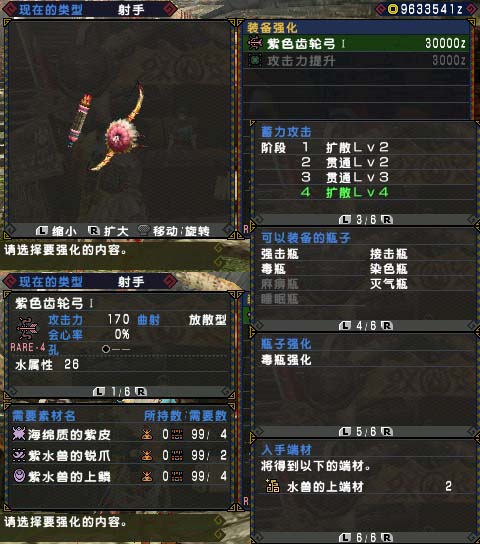 现在的类型 射手
缩小 R 扩大 移动:旋转
请选择要强化的内容。
9633541z
装备强化
紫色齿轮弓Ⅰ 30000z
攻击力提升 3000z
蓄力攻击
阶段 1 扩散Lv2
2 贯通Lv2
3 贯通Lv3
4 扩散Lv4
L 3/6 R
可以装备的瓶子
强击瓶 接击瓶
毒瓶 染色瓶
麻痹瓶 灭气瓶
睡眠瓶
L 4/6 R
瓶子强化
毒瓶强化
L 5/6 R
入手端材
将得到以下的端材。
水兽的上端材 2
L 6/6 R
现在的类型 射手
紫色齿轮弓Ⅰ
攻击力 170 曲射 放散型
会心率 0%
RARE-4 孔 ○――
水属性 26
L 1/6 R
需要素材名 所持数:需要数
海绵质的紫皮 0 99/ 4
紫水兽的锐爪 0 99/ 2
紫水兽的上鳞 0 99/ 4
请选择要强化的内容。